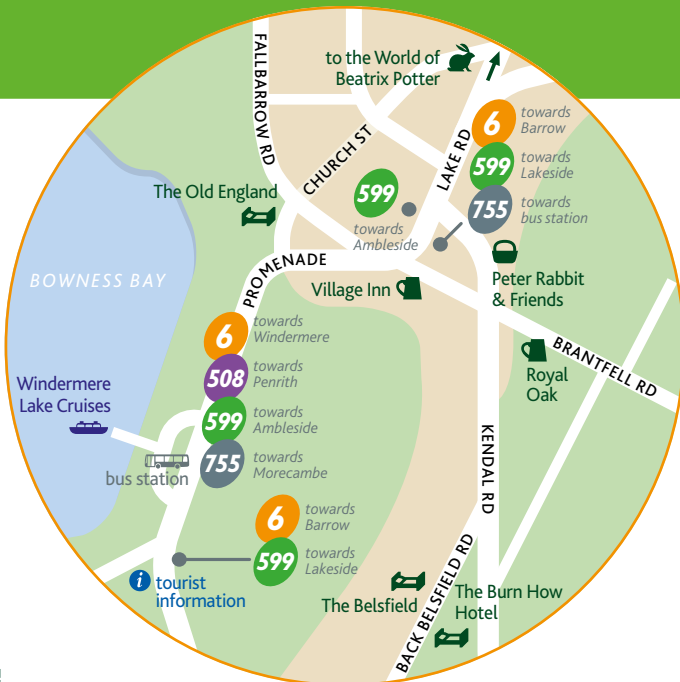 FALLBARROW RD
to the World of
Beatrix Potter
CHURCH ST
LAKE RD
6
towards
Barrow
599
towards
Lakeside
755
towards
bus station
The Old England
599
towards
Ambleside
BOWNESS BAY
PROMENADE
Village Inn
Peter Rabbit
& Friends
6
towards
Windermere
508
towards
Penrith
599
towards
Ambleside
755
towards
Morecambe
BRANTFELL RD
Royal
Oak
Windermere
Lake Cruises
bus station
KENDAL RD
6
towards
Barrow
599
towards
Lakeside
i tourist
information
The Belsfield
BACK BELSFIELD RD
The Burn How
Hotel